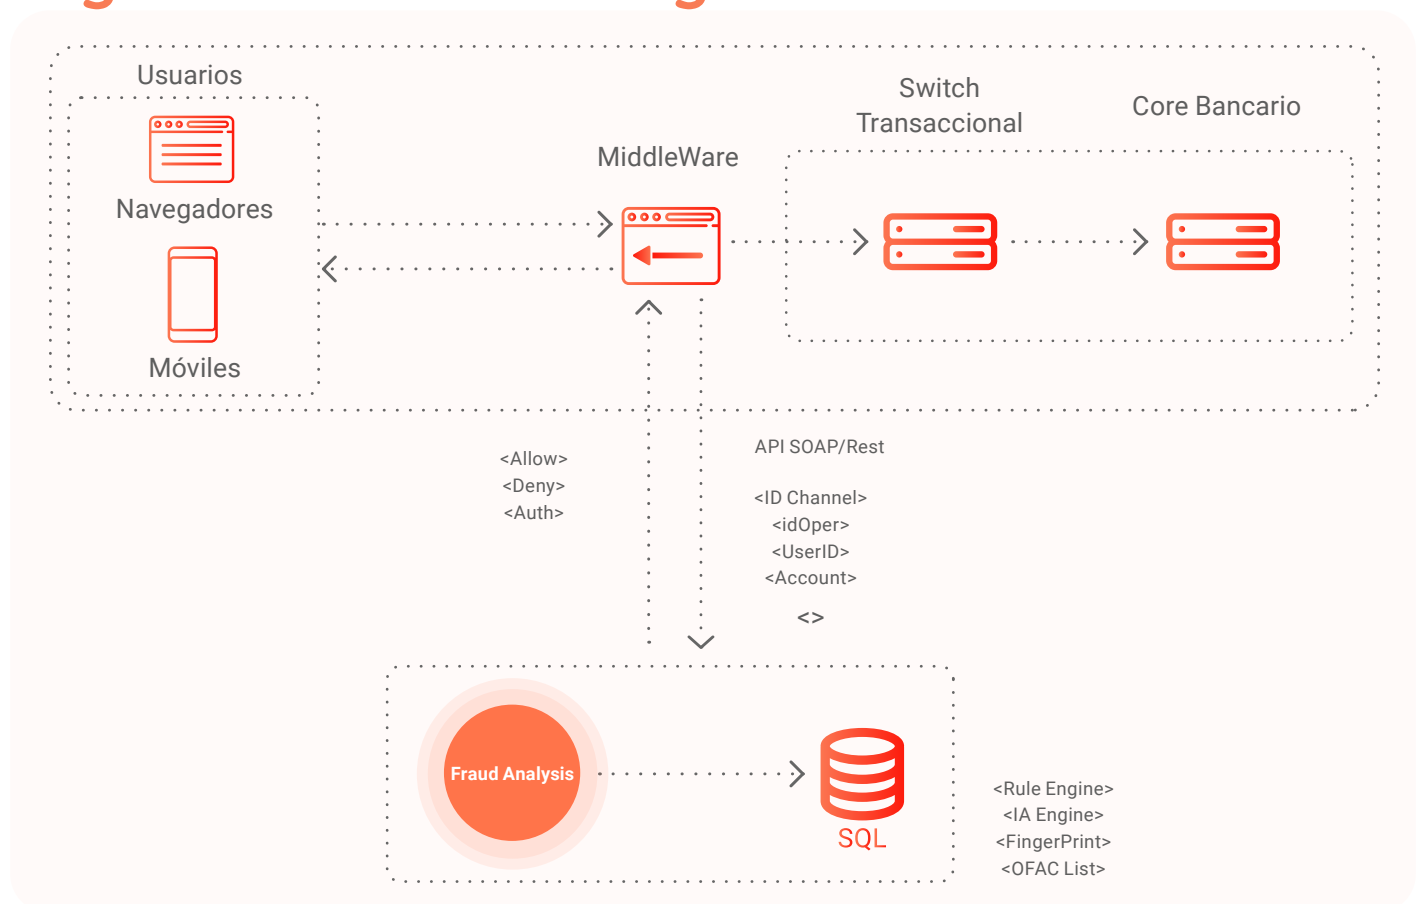 Usuarios
Navegadores
Móviles
MiddleWare
Switch
Transaccional
Core Bancario
<Allow>
<Deny>
<Auth>
API SOAP/Rest
<ID Channel>
<idOper>
<UserID>
<Account>
<>
Fraud Analysis
SQL
<Rule Engine>
<IA Engine>
<FingerPrint>
<OFAC List>